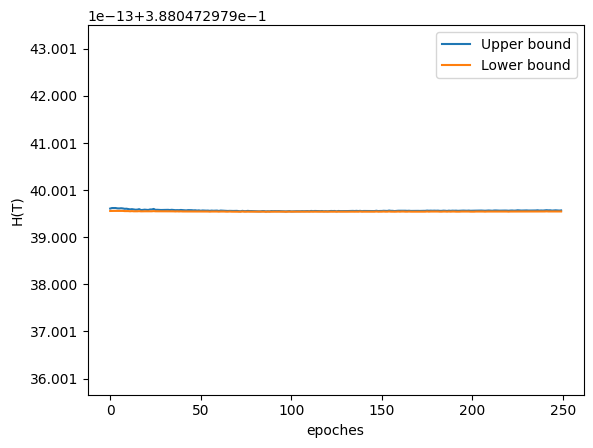 1e−13+3.880472979e−1
43.001
42.000
41.001
40.001
39.000
38.000
37.001
36.001
H(T)
Upper bound
Lower bound
0 50 100 150 200 250
epoches